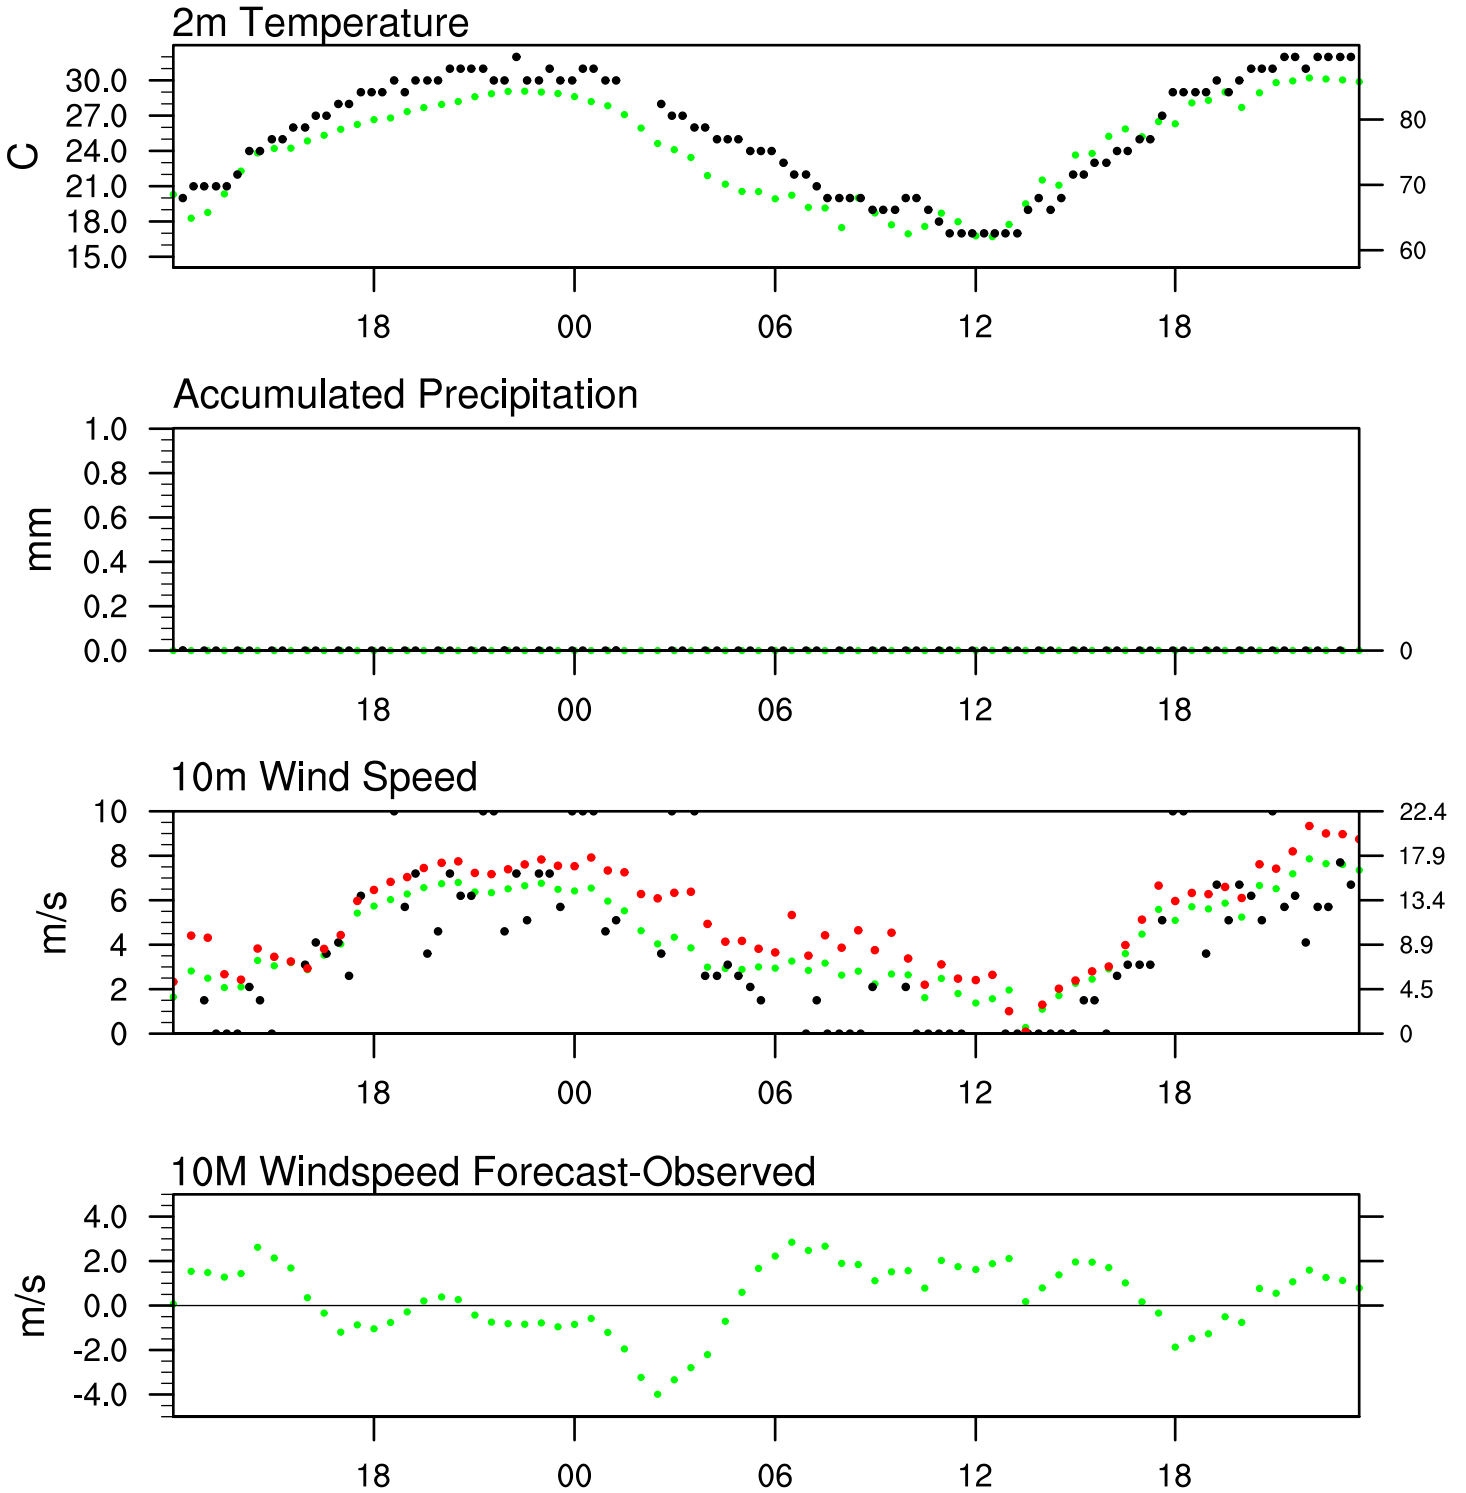 2m Temperature
30.0
27.0
24.0
21.0
18.0
15.0
C
80
70
60
18 00 06 12 18
Accumulated Precipitation
1.0
0.8
0.6
0.4
0.2
0.0
mm
0
18 00 06 12 18
10m Wind Speed
10
8
6
4
2
0
m/s
22.4
17.9
13.4
8.9
4.5
0
18 00 06 12 18
10M Windspeed Forecast-Observed
4.0
2.0
0.0
-2.0
-4.0
m/s
18 00 06 12 18